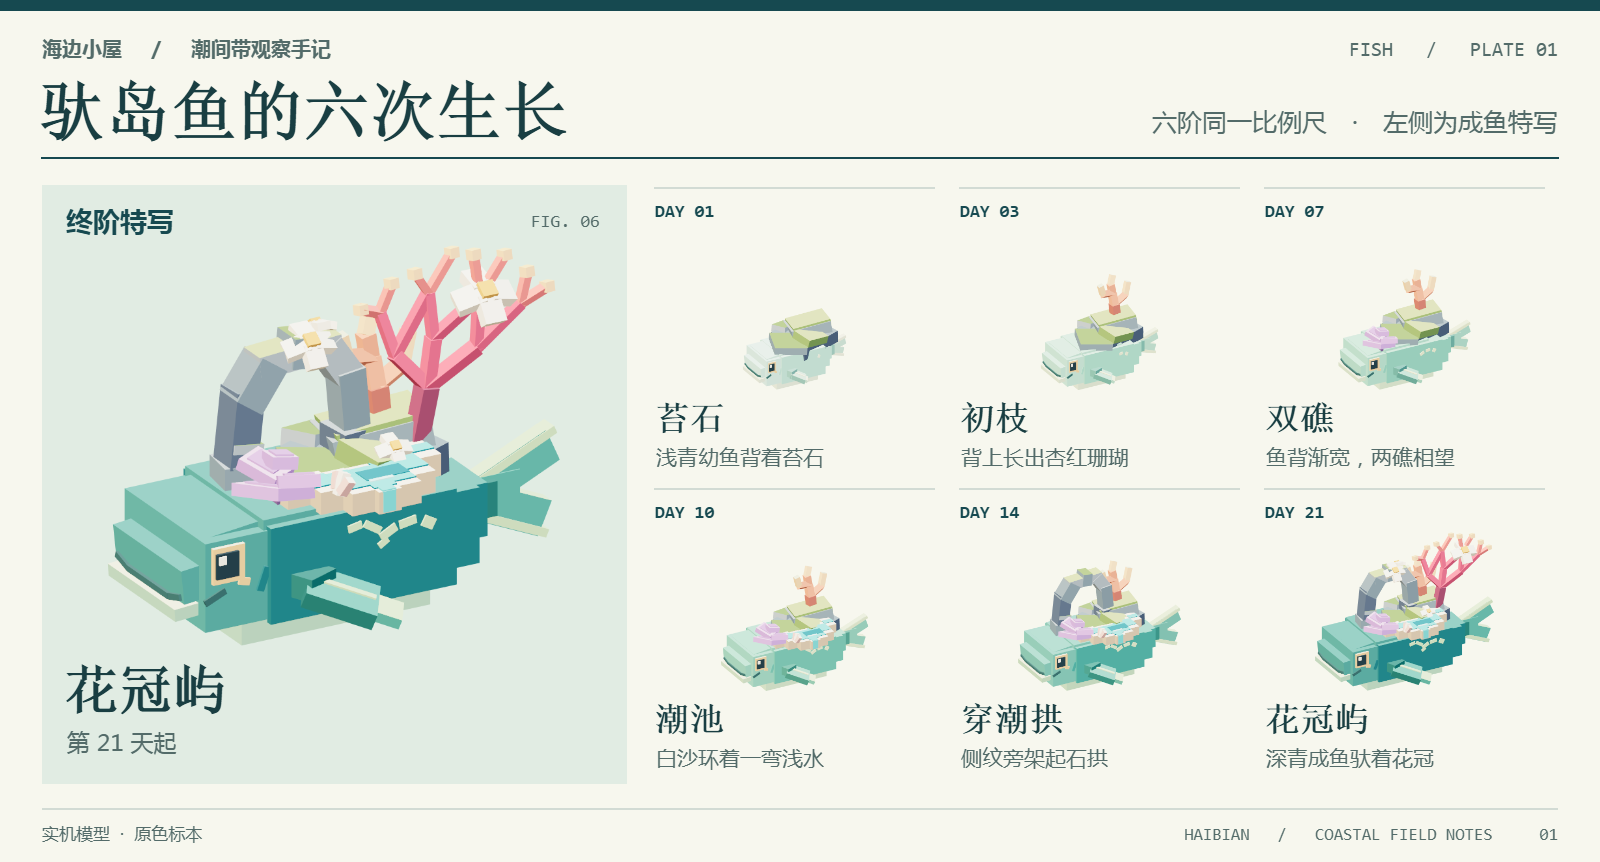 海边小屋 / 潮间带观察手记
FISH / PLATE 01
驮岛鱼的六次生长
六阶同一比例尺 · 左侧为成鱼特写
终阶特写
FIG. 06
花冠屿
第 21 天起
DAY 01
苔石
浅青幼鱼背着苔石
DAY 03
初枝
背上长出杏红珊瑚
DAY 07
双礁
鱼背渐宽，两礁相望
DAY 10
潮池
白沙环着一弯浅水
DAY 14
穿潮拱
侧纹旁架起石拱
DAY 21
花冠屿
深青成鱼驮着花冠
实机模型 · 原色标本
HAIBIAN / COASTAL FIELD NOTES 01